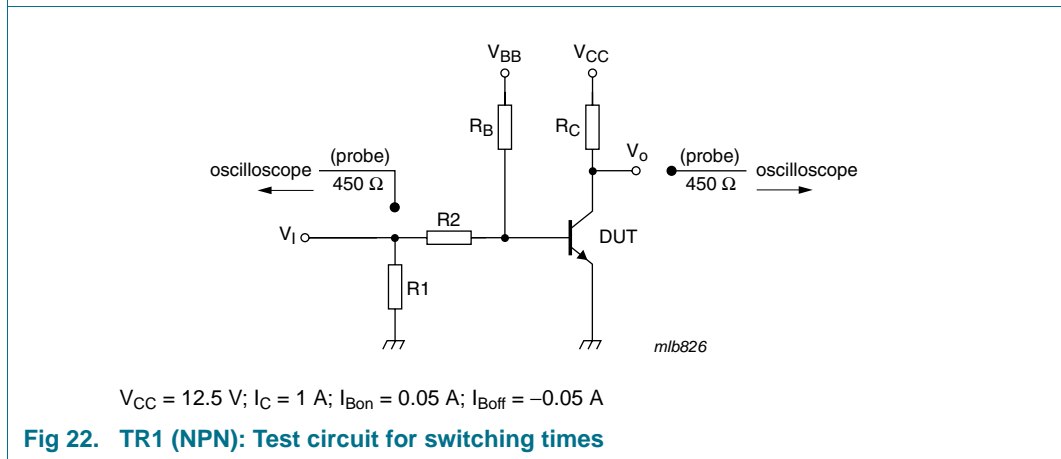 V_BB V_CC
R_B R_C
(probe) V_o (probe)
oscilloscope oscilloscope
450 Ω 450 Ω
R2
V_I DUT
R1
mlb826
V_CC = 12.5 V; I_C = 1 A; I_Bon = 0.05 A; I_Boff = −0.05 A
Fig 22. TR1 (NPN): Test circuit for switching times